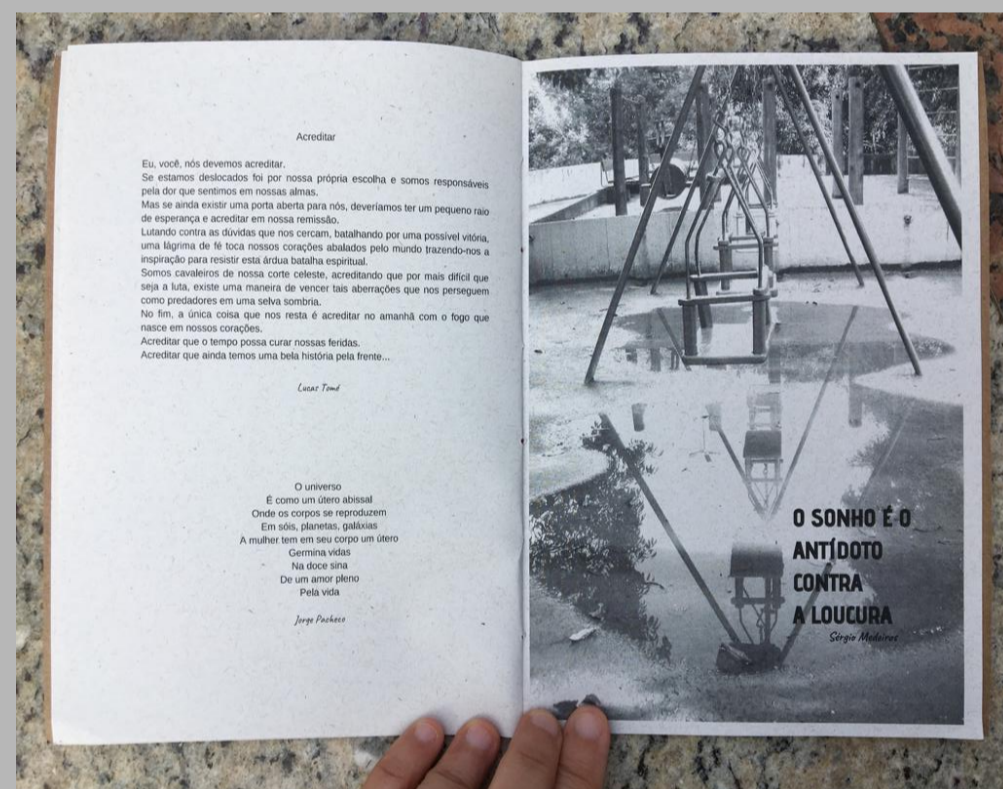 Acreditar
Eu, você, nós devemos acreditar.
Se estamos deslocados foi por nossa própria escolha e somos responsáveis
pela dor que sentimos em nossas almas.
Mas se ainda existir uma porta aberta para nós, deveríamos ter um pequeno raio
de esperança e acreditar em nossa remissão.
Lutando contra as dúvidas que nos cercam, batalhando por uma possível vitória,
uma lágrima de fé toca nossos corações abalados pelo mundo trazendo-nos a
inspiração para resistir esta árdua batalha espiritual.
Somos cavaleiros de nossa corte celeste, acreditando que por mais difícil que
seja a luta, existe uma maneira de vencer tais aberrações que nos perseguem
como predadores em uma selva sombria.
No fim, a única coisa que nos resta é acreditar no amanhã com o fogo que
nasce em nossos corações.
Acreditar que o tempo possa curar nossas feridas.
Acreditar que ainda temos uma bela história pela frente...
Lucas Tomé
O universo
É como um útero abissal
Onde os corpos se reproduzem
Em sóis, planetas, galáxias
A mulher tem em seu corpo um útero
Germina vidas
Na doce sina
De um amor pleno
Pela vida
Jorge Pacheco
O SONHO É O
ANTÍDOTO
CONTRA
A LOUCURA
Sérgio Medeiros